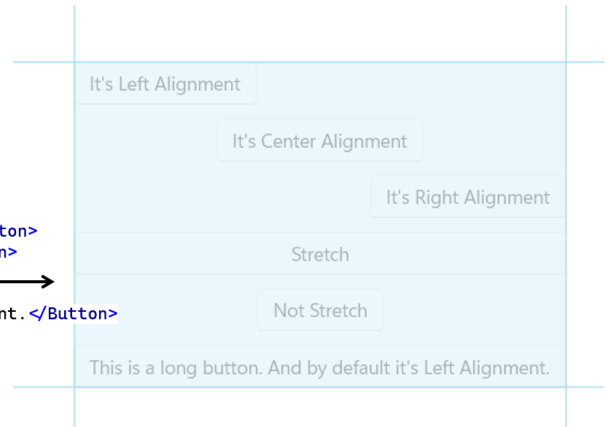 It's Left Alignment
It's Center Alignment
It's Right Alignment
ton>
n>
Stretch
nt.</Button>
Not Stretch
This is a long button. And by default it's Left Alignment.